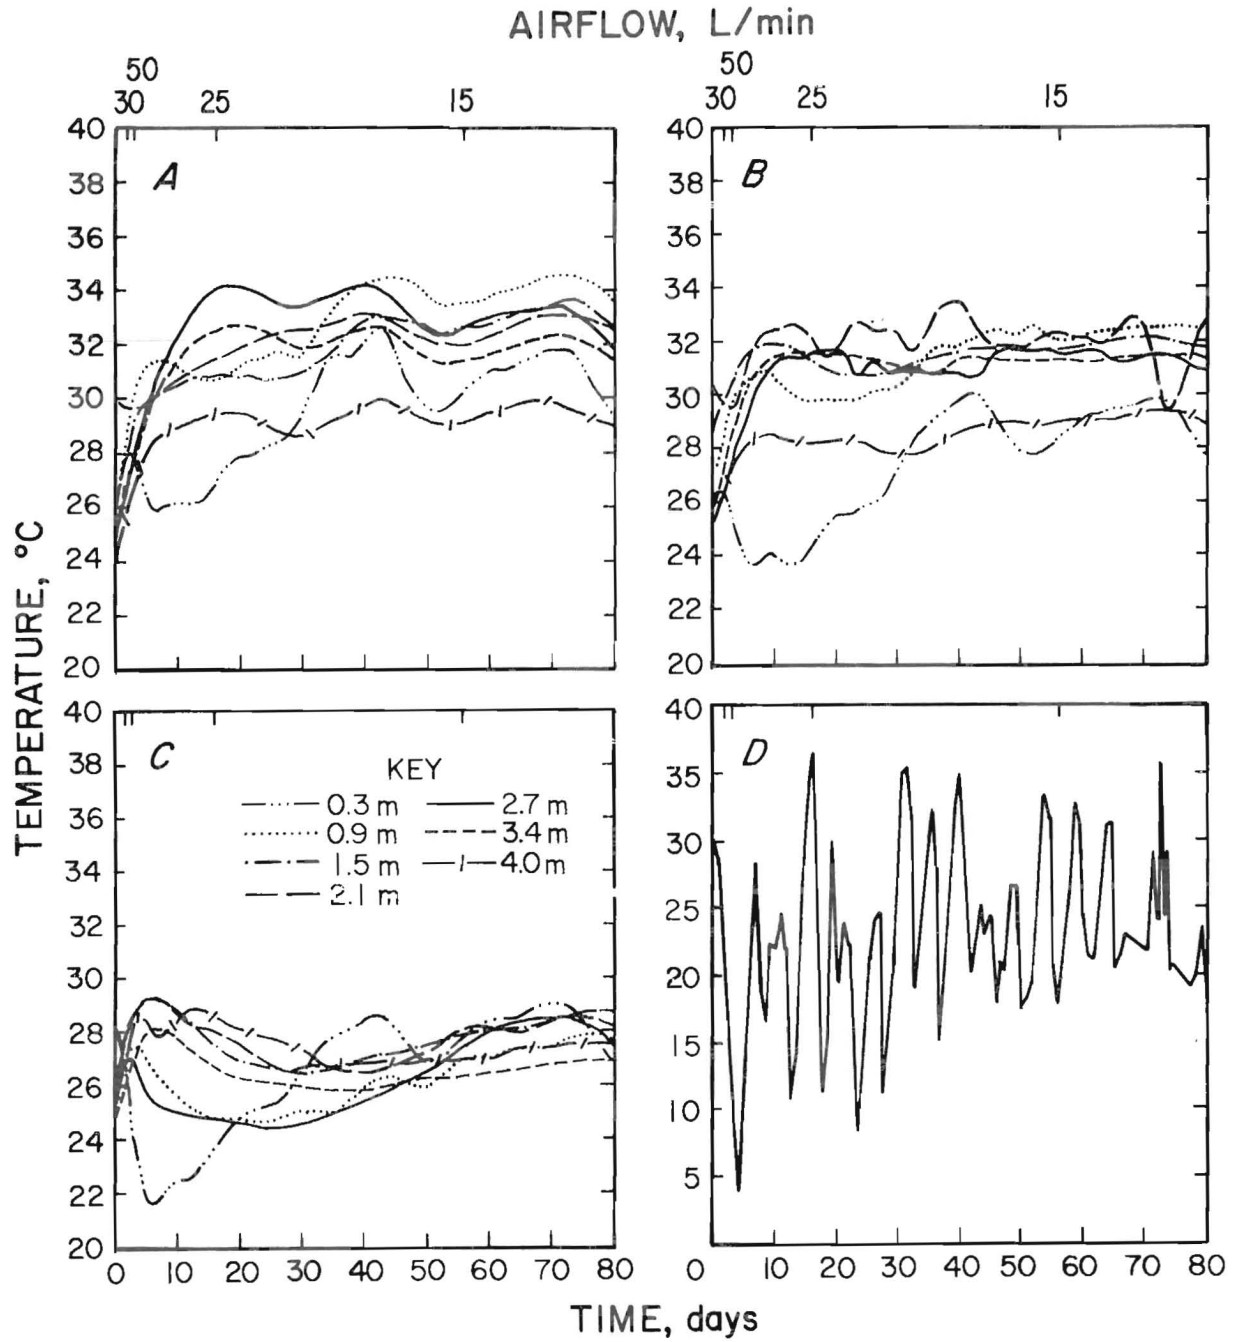 AIRFLOW, L/min
50 50
30 25 15 30 25 15
40 40
A B
38 38
36 36
34 34
32 32
30 30
28 28
26 26
24 24
22 22
20 20
TEMPERATURE, °C
40 40
C D
38
KEY
36 35
0.3 m 2.7 m
0.9 m 3.4 m
1.5 m 4.0 m
2.1 m
34 30
32 25
30 20
28 15
26 10
24 5
22
20
0 10 20 30 40 50 60 70 80 0 10 20 30 40 50 60 70 80
TIME, days